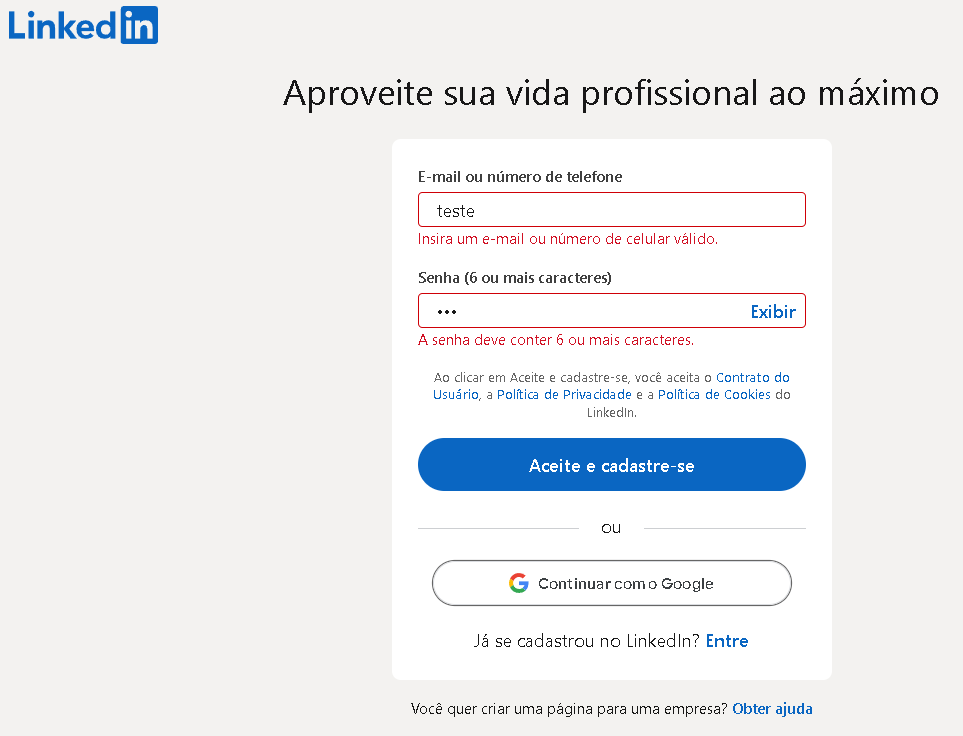 Linkedin
Aproveite sua vida profissional ao máximo
E-mail ou número de telefone
teste
Insira um e-mail ou número de celular válido.
Senha (6 ou mais caracteres)
••• Exibir
A senha deve conter 6 ou mais caracteres.
Ao clicar em Aceite e cadastre-se, você aceita o Contrato do
Usuário, a Política de Privacidade e a Política de Cookies do
LinkedIn.
Aceite e cadastre-se
ou
Continuar com o Google
Já se cadastrou no LinkedIn? Entre
Você quer criar uma página para uma empresa? Obter ajuda